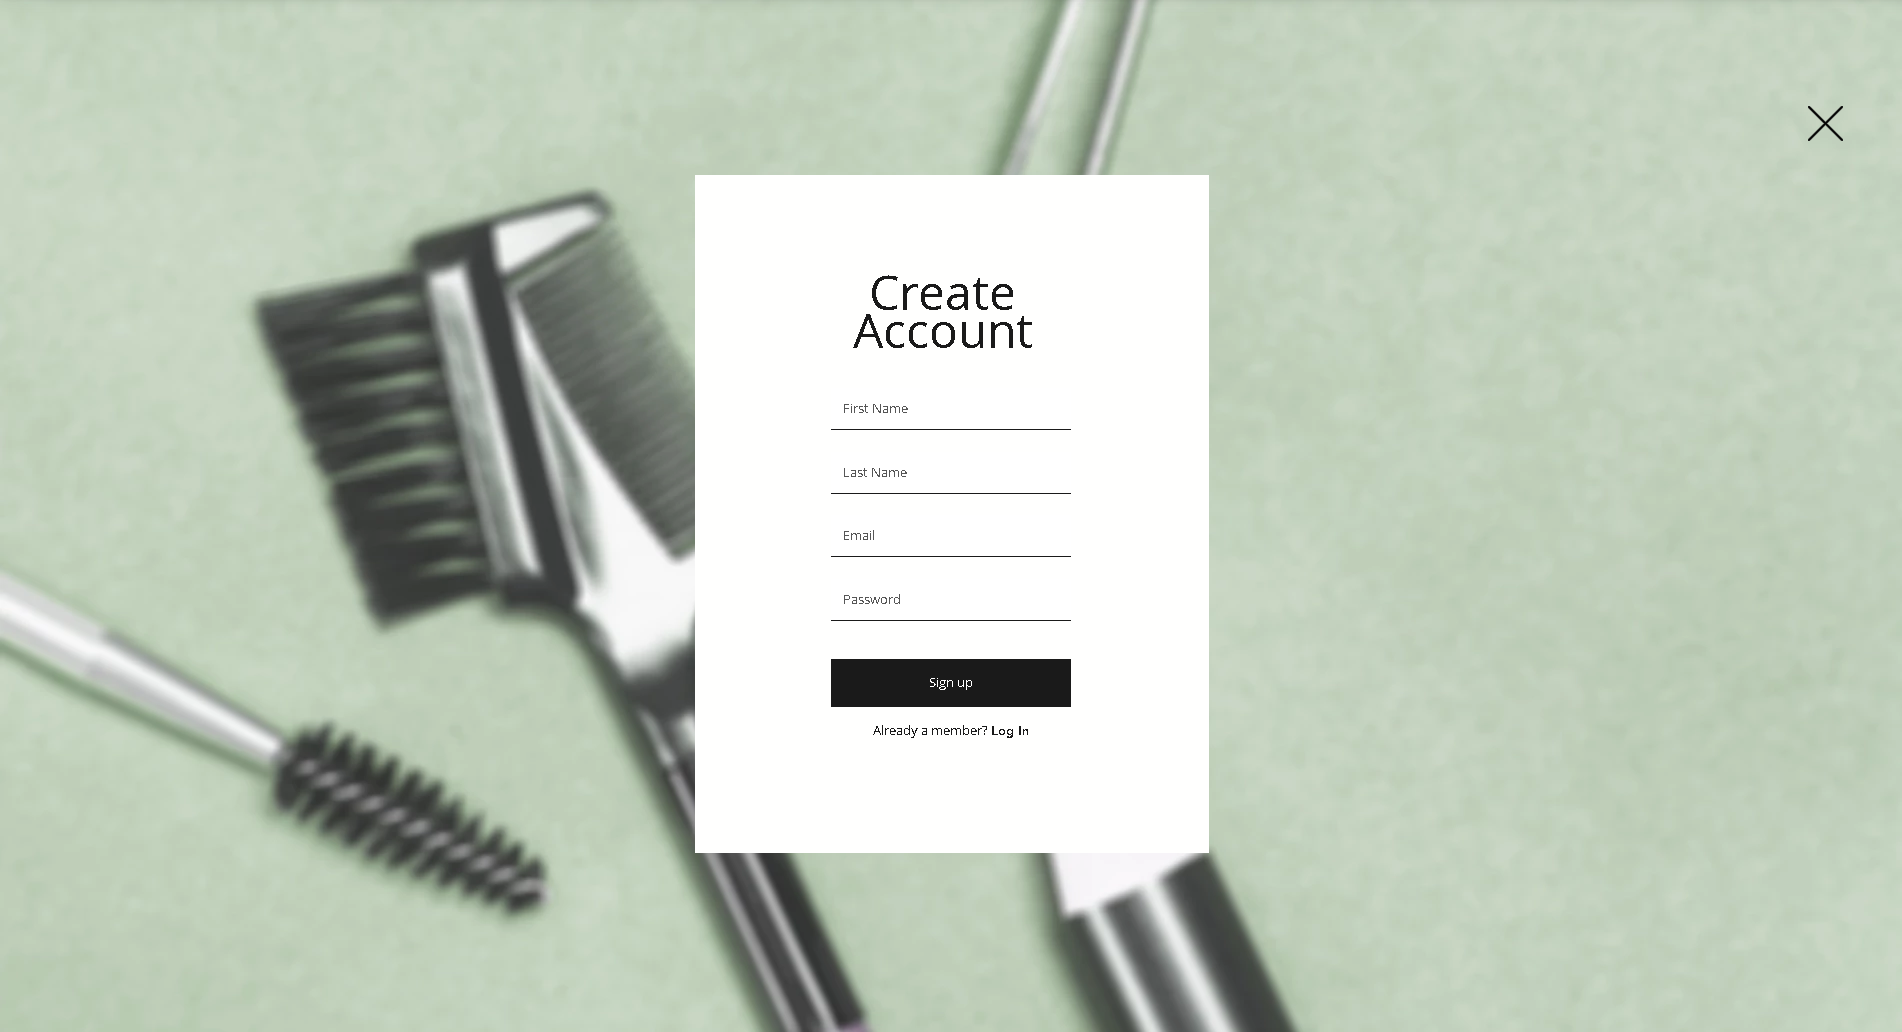 Create
Account
First Name
Last Name
Email
Password
Sign up
Already a member? Log In